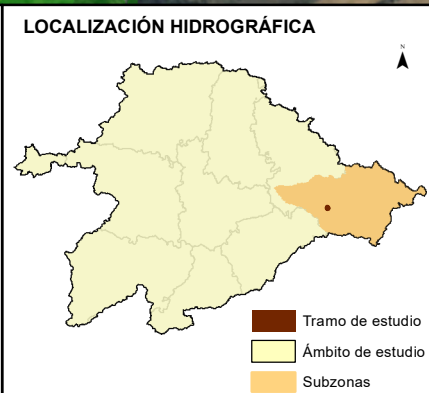 LOCALIZACIÓN HIDROGRÁFICA
N
Tramo de estudio
Ámbito de estudio
Subzonas